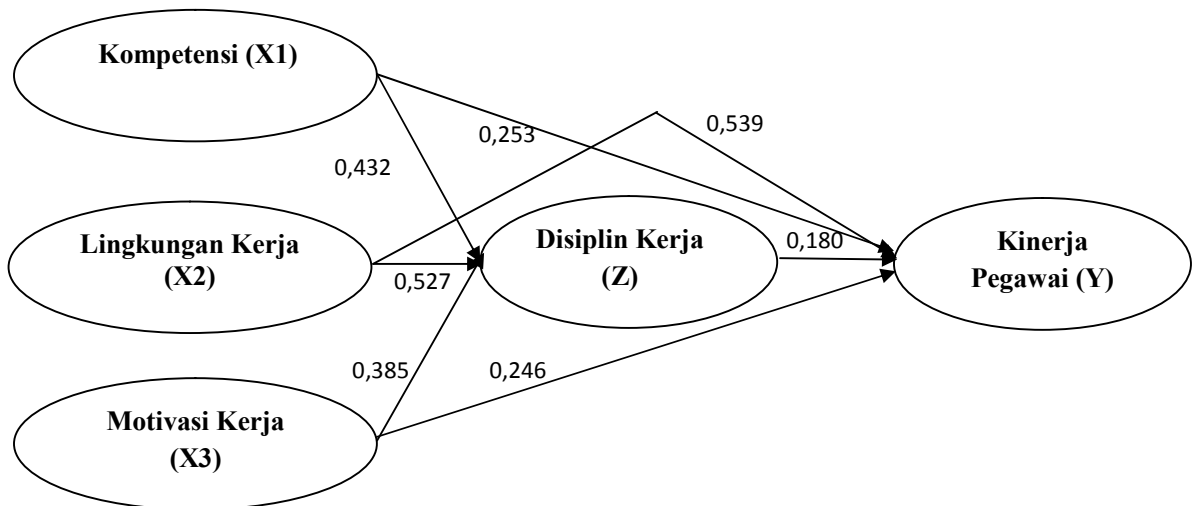 Kompetensi (X1)
0,253
0,539
0,432
Lingkungan Kerja
(X2)
Disiplin Kerja
(Z)
0,180
Kinerja
Pegawai (Y)
0,527
0,385
0,246
Motivasi Kerja
(X3)